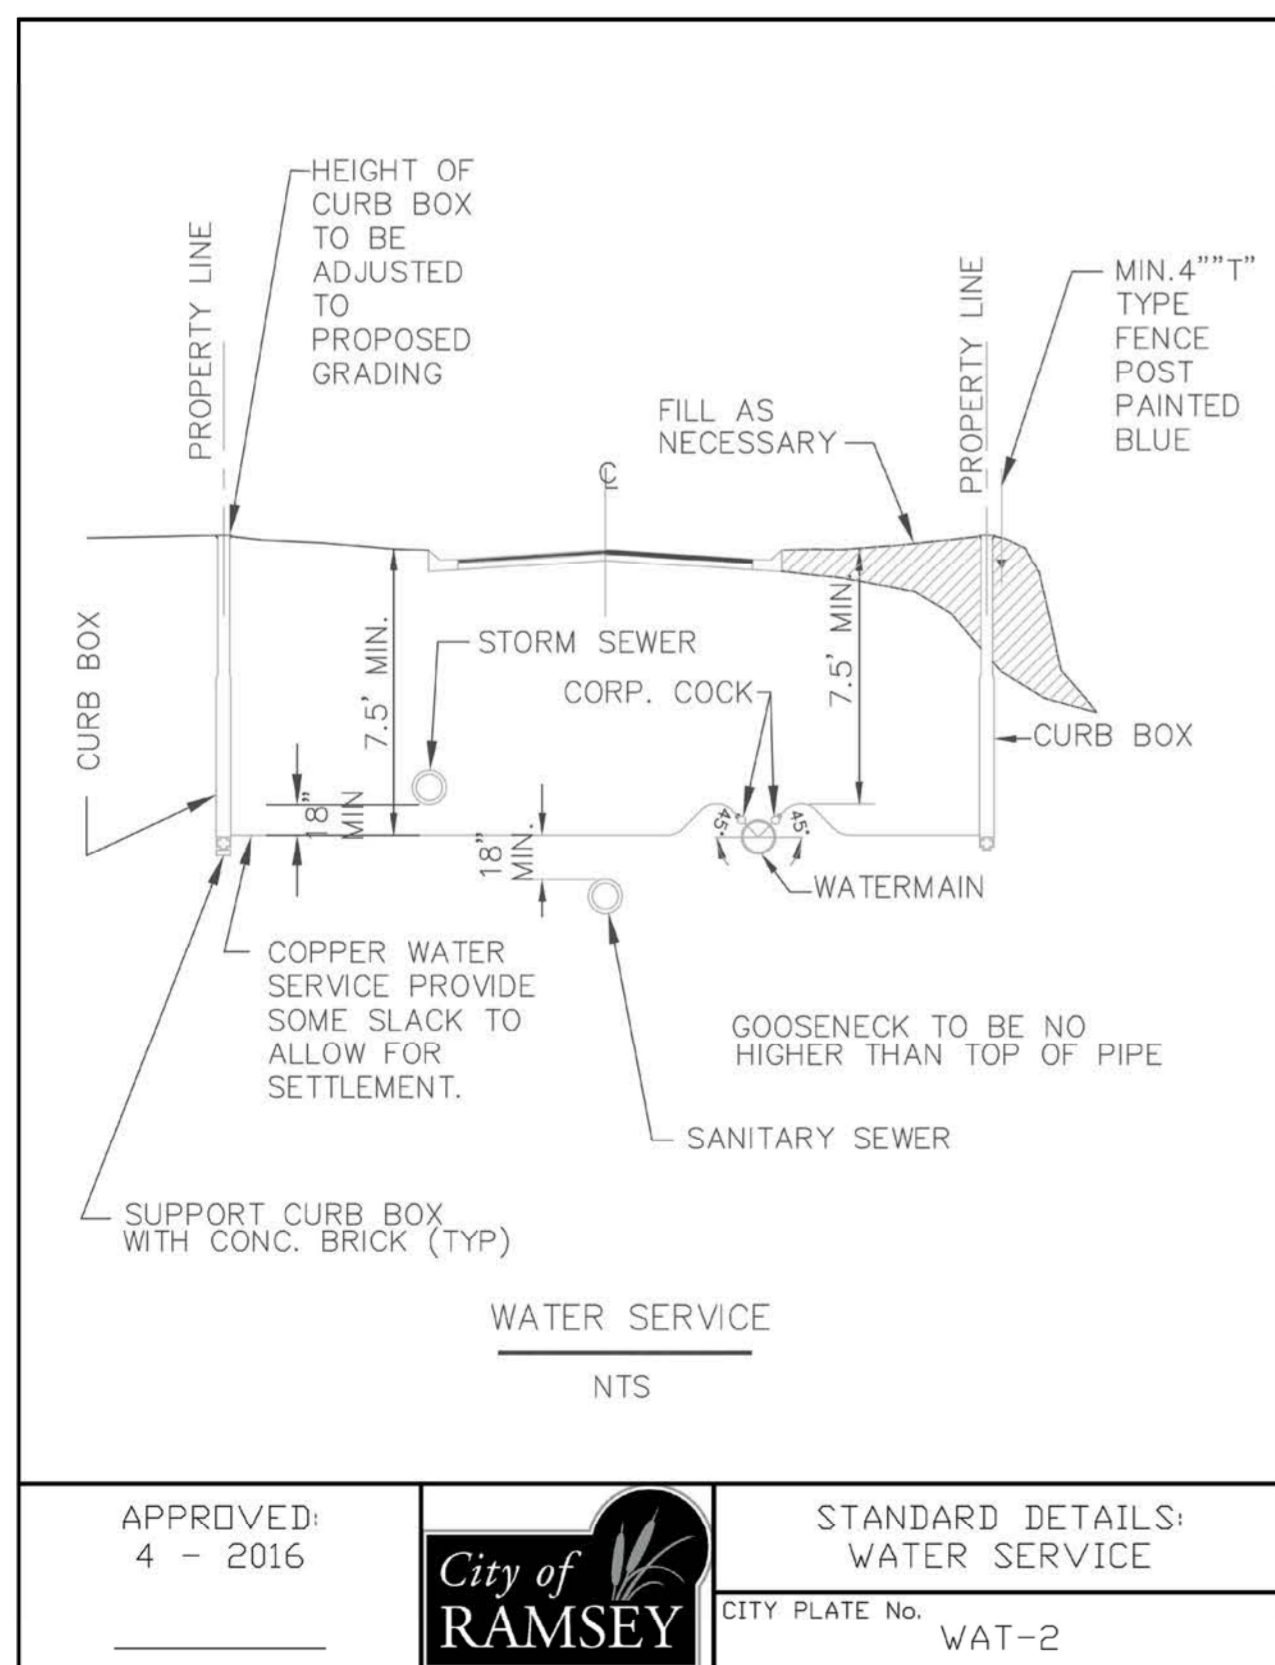 HEIGHT OF
CURB BOX
TO BE
ADJUSTED
TO
PROPOSED
GRADING
PROPERTY LINE
PROPERTY LINE
MIN.4""T"
TYPE
FENCE
POST
PAINTED
BLUE
FILL AS
NECESSARY
℄
CURB BOX
7.5' MIN.
STORM SEWER
CORP. COCK
7.5' MIN.
CURB BOX
18"
MIN
18"
MIN.
45°
45°
WATERMAIN
COPPER WATER
SERVICE PROVIDE
SOME SLACK TO
ALLOW FOR
SETTLEMENT.
GOOSENECK TO BE NO
HIGHER THAN TOP OF PIPE
SANITARY SEWER
SUPPORT CURB BOX
WITH CONC. BRICK (TYP)
WATER SERVICE
NTS
APPROVED:
4 - 2016
City of
RAMSEY
STANDARD DETAILS:
WATER SERVICE
CITY PLATE No.
WAT-2